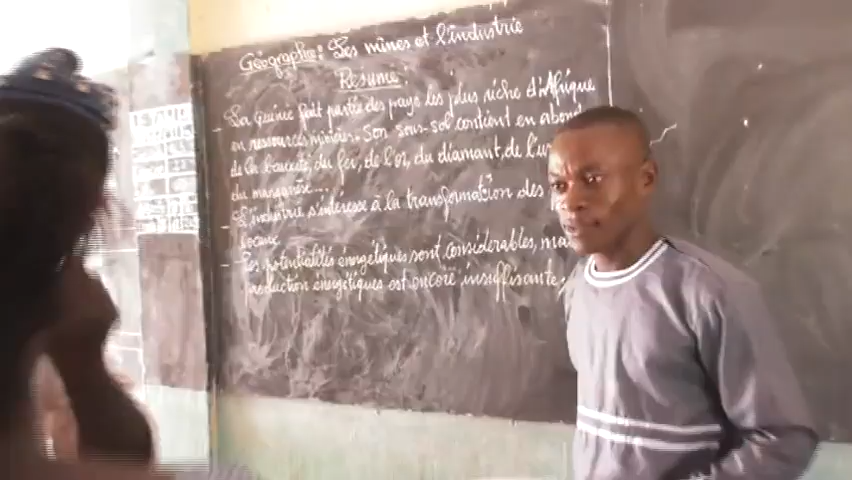 Géographie : Les mines et l'industrie
Résumé :
La Guinée fait partie des pays les plus riche d'Afrique
en ressources minières. Son sous-sol contient en abon
de la bauxite, du fer, de l'or, du diamant, de l'u
du manganèse...
L'industrie s'intéresse à la transformation des
locaux
Les potentialités énergétiques sont considérables, ma
production énergétiques est encore insuffisante.